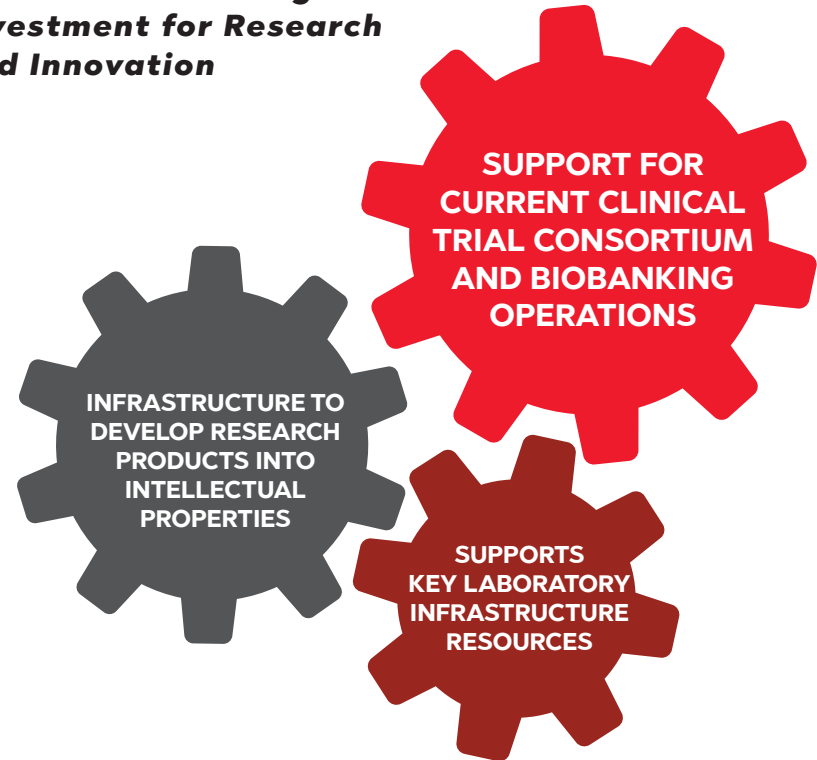 vestment for Research
d Innovation
SUPPORT FOR
CURRENT CLINICAL
TRIAL CONSORTIUM
AND BIOBANKING
OPERATIONS
INFRASTRUCTURE TO
DEVELOP RESEARCH
PRODUCTS INTO
INTELLECTUAL
PROPERTIES
SUPPORTS
KEY LABORATORY
INFRASTRUCTURE
RESOURCES